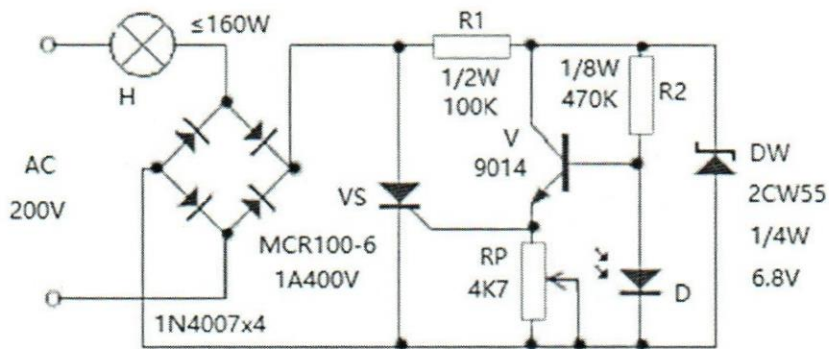 ≤160W
H
AC
200V
1N4007x4
VS
MCR100-6
1A400V
R1
1/2W
100K
V
9014
RP
4K7
1/8W
470K
R2
D
DW
2CW55
1/4W
6.8V